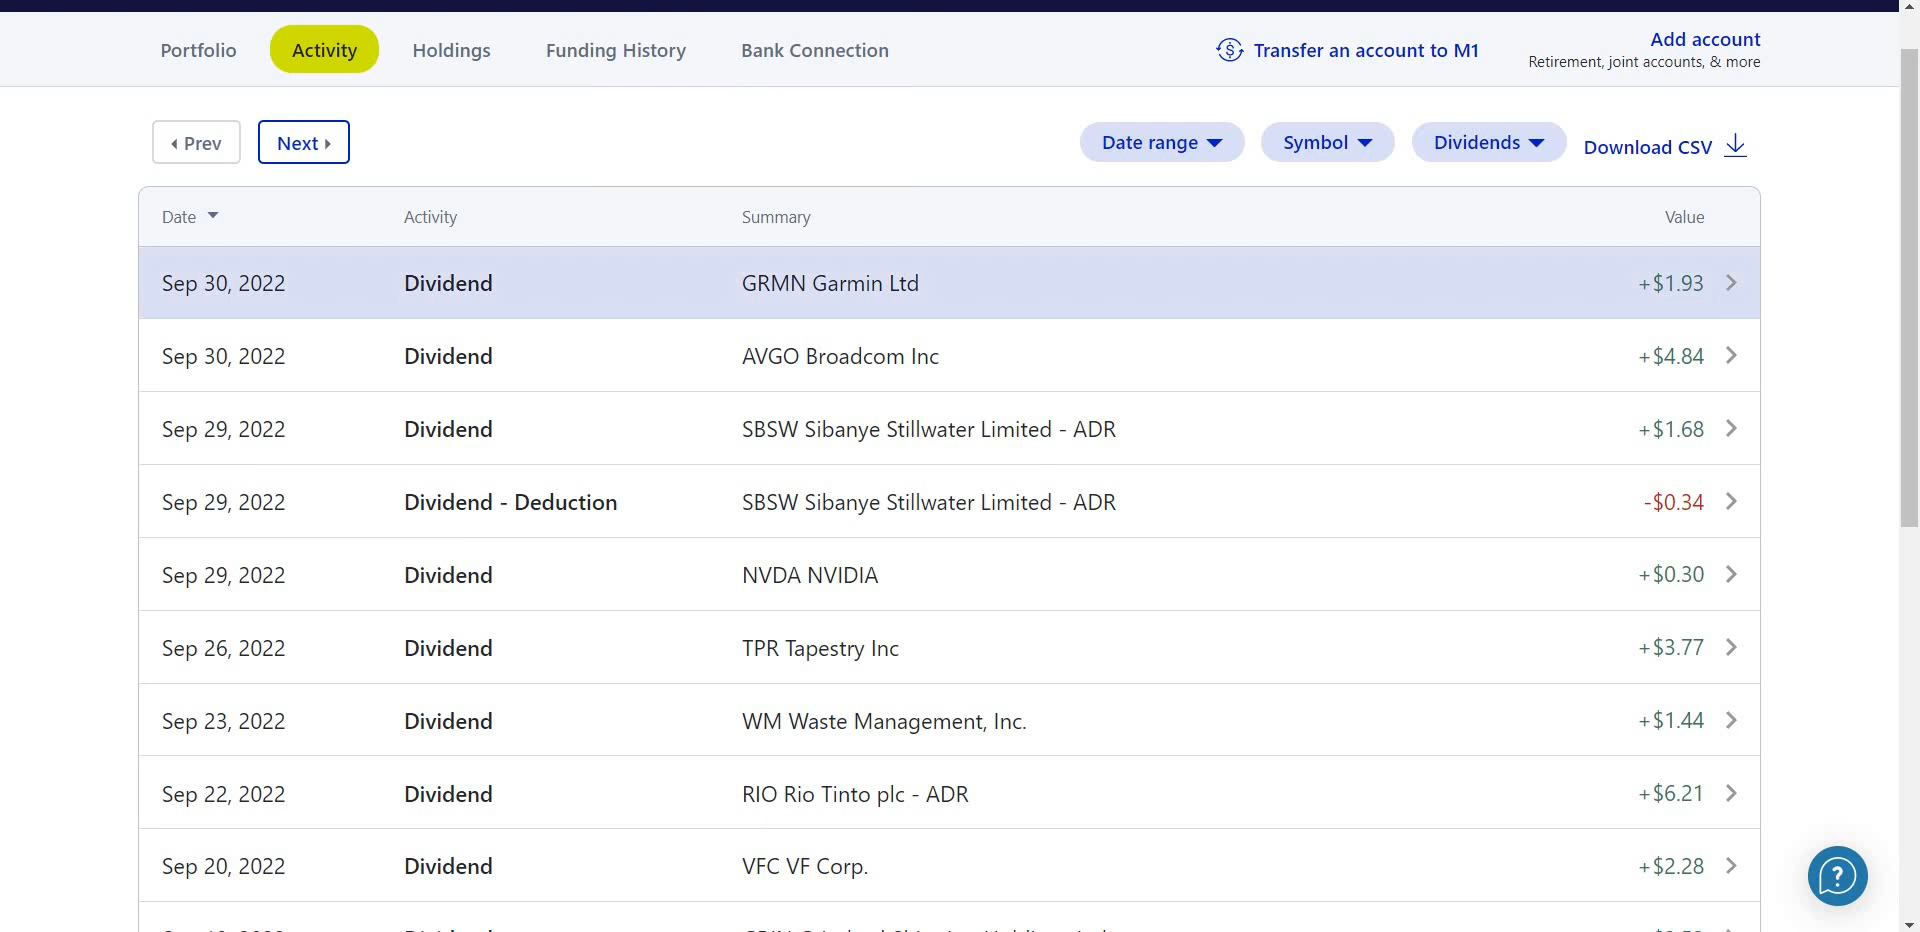 Portfolio Activity Holdings Funding History Bank Connection Transfer an account to M1 Add account
Retirement, joint accounts, & more
Prev Next Date range Symbol Dividends Download CSV
Date Activity Summary Value
Sep 30, 2022 Dividend GRMN Garmin Ltd +$1.93
Sep 30, 2022 Dividend AVGO Broadcom Inc +$4.84
Sep 29, 2022 Dividend SBSW Sibanye Stillwater Limited - ADR +$1.68
Sep 29, 2022 Dividend - Deduction SBSW Sibanye Stillwater Limited - ADR -$0.34
Sep 29, 2022 Dividend NVDA NVIDIA +$0.30
Sep 26, 2022 Dividend TPR Tapestry Inc +$3.77
Sep 23, 2022 Dividend WM Waste Management, Inc. +$1.44
Sep 22, 2022 Dividend RIO Rio Tinto plc - ADR +$6.21
Sep 20, 2022 Dividend VFC VF Corp. +$2.28
?